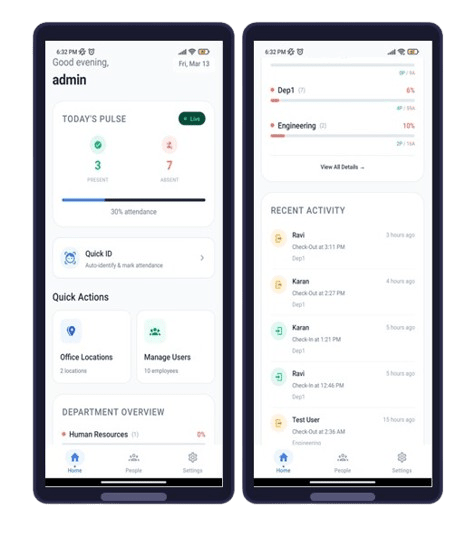 6:32 PM
Good evening,
Fri, Mar 13
admin
TODAY'S PULSE
Live
3
7
PRESENT
ABSENT
30% attendance
Quick ID
Auto-identify & mark attendance
Quick Actions
Office Locations
2 locations
Manage Users
10 employees
DEPARTMENT OVERVIEW
Human Resources (1)
0%
Home
People
Settings
6:32 PM
0P / 9A
Dep1 (7)
6%
4P / 59A
Engineering (2)
10%
2P / 16A
View All Details →
RECENT ACTIVITY
Ravi
3 hours ago
Check-Out at 3:11 PM
Dep1
Karan
4 hours ago
Check-Out at 2:27 PM
Dep1
Karan
5 hours ago
Check-In at 1:21 PM
Dep1
Ravi
5 hours ago
Check-In at 12:46 PM
Dep1
Test User
15 hours ago
Check-Out at 2:36 AM
Engineering
Home
People
Settings